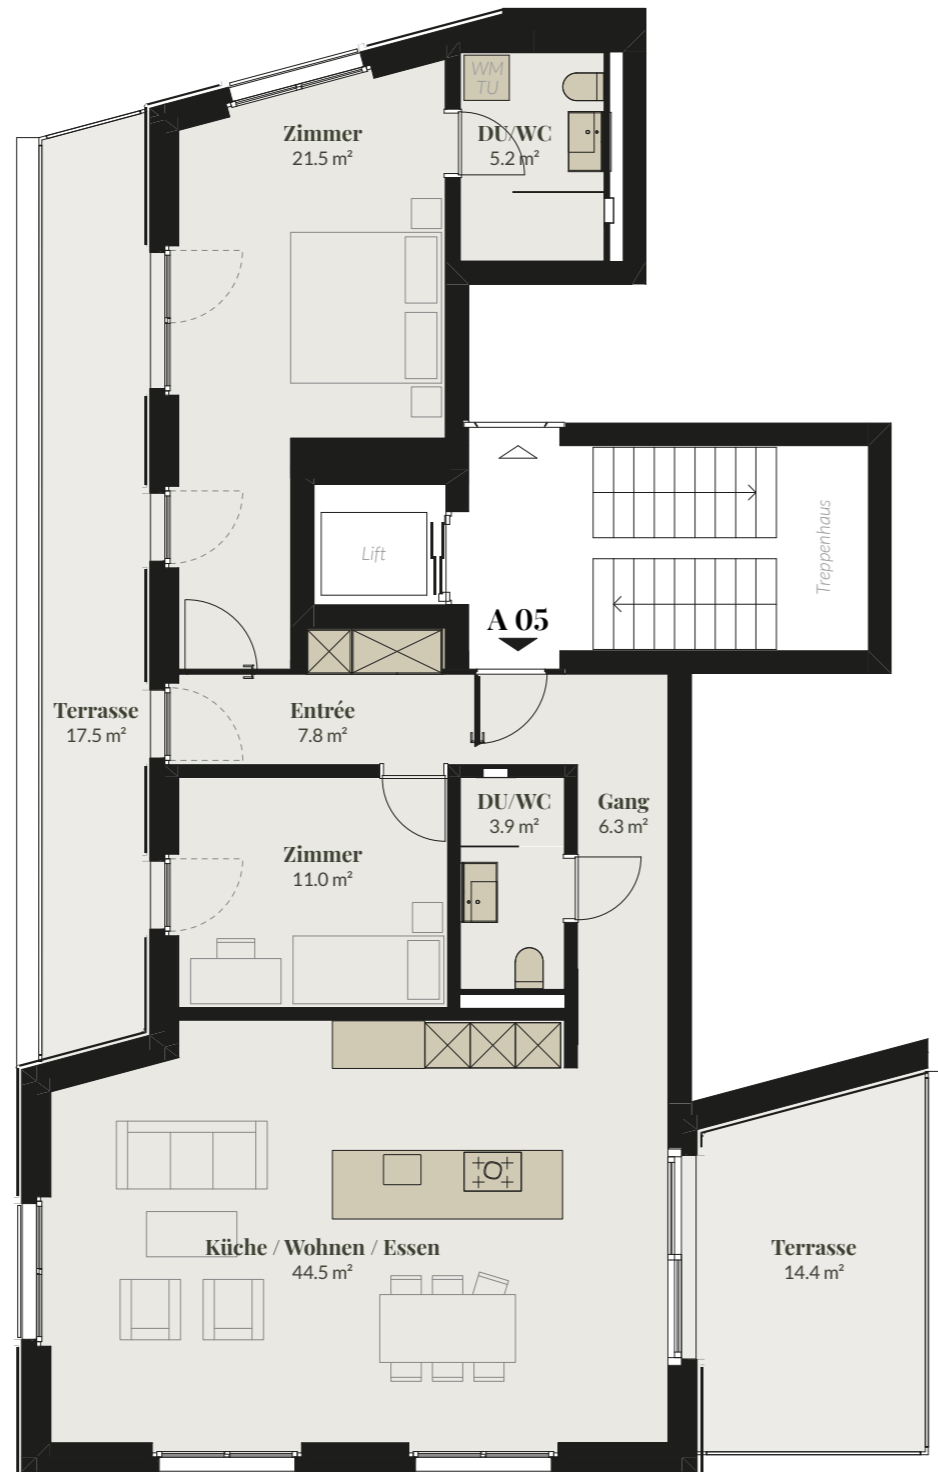 WM
TU
Zimmer
21.5 m²
DU/WC
5.2 m²
Lift
Treppenhaus
A 05
Terrasse
17.5 m²
Entrée
7.8 m²
Zimmer
11.0 m²
DU/WC
3.9 m²
Gang
6.3 m²
Küche / Wohnen / Essen
44.5 m²
Terrasse
14.4 m²